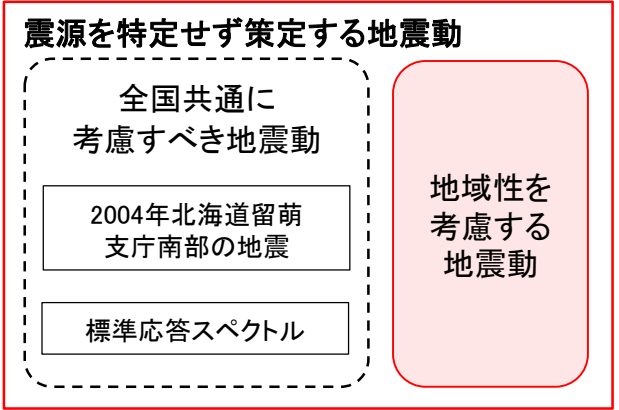 震源を特定せず策定する地震動
全国共通に
考慮すべき地震動
2004年北海道留萌
支庁南部の地震
標準応答スペクトル
地域性を
考慮する
地震動